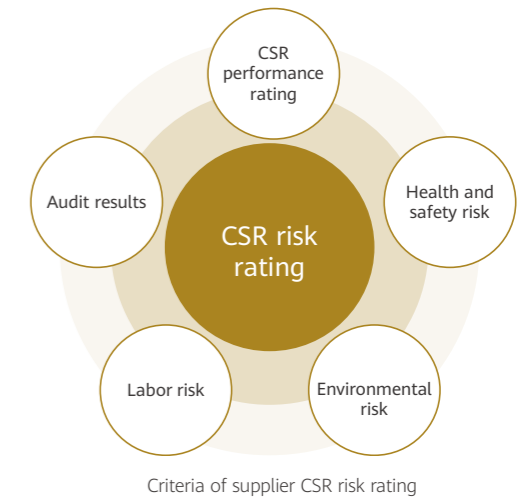 CSR
performance
rating
Audit results
Health and
safety risk
CSR risk
rating
Labor risk
Environmental
risk
Criteria of supplier CSR risk rating